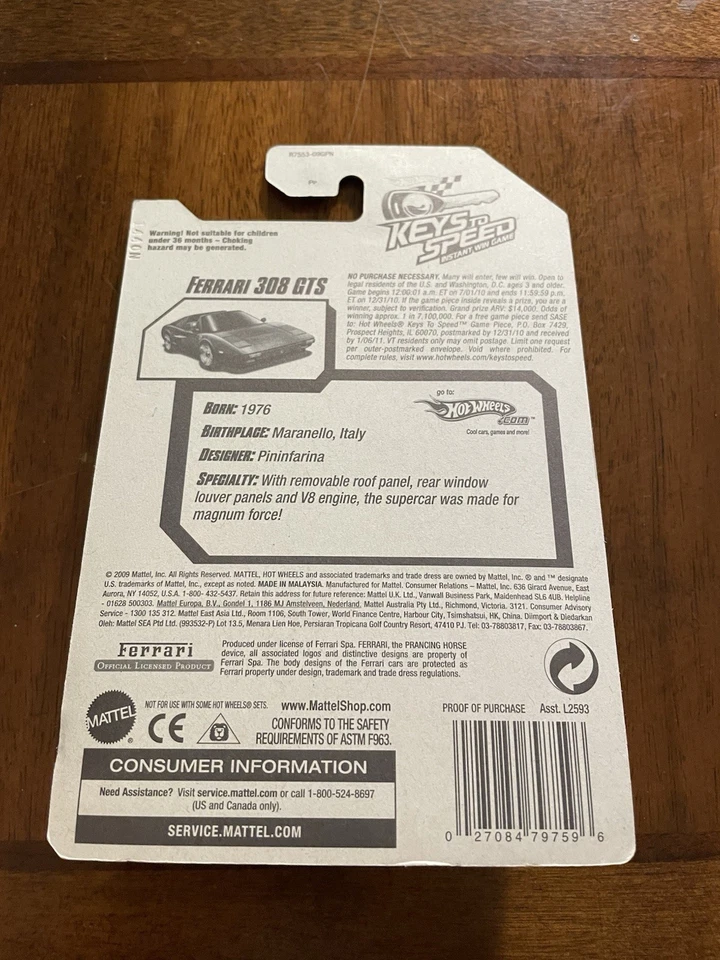 R7553-09GPB
PP
KEYS TO
SPEED
INSTANT WIN GAME
Warning! Not suitable for children
under 36 months – Choking
hazard may be generated.
FERRARI 308 GTS
NO PURCHASE NECESSARY. Many will enter, few will win. Open to
legal residents of the U.S. and Washington, D.C. ages 3 and older.
Game begins 12:00:01 a.m. ET on 7/01/10 and ends 11:59:59 p.m.
ET on 12/31/10. If the game piece inside reveals a prize, you are a
winner, subject to verification. Grand prize ARV: $14,000. Odds of
winning approx. 1 in 7,100,000. For a free game piece send SASE
to: Hot Wheels® Keys To Speed™ Game Piece, P.O. Box 7429,
Prospect Heights, IL 60070, postmarked by 12/31/10 and received
by 1/06/11. VT residents only may omit postage. Limit one request
per outer-postmarked envelope. Void where prohibited. For
complete rules, visit www.hotwheels.com/keystospeed.
BORN: 1976
BIRTHPLACE: Maranello, Italy
DESIGNER: Pininfarina
SPECIALTY: With removable roof panel, rear window
louver panels and V8 engine, the supercar was made for
magnum force!
go to:
HOT WHEELS
.COM™
Cool cars, games and more!
© 2009 Mattel, Inc. All Rights Reserved. MATTEL, HOT WHEELS and associated trademarks and trade dress are owned by Mattel, Inc. ® and ™ designate
U.S. trademarks of Mattel, Inc., except as noted. MADE IN MALAYSIA. Manufactured for Mattel. Consumer Relations – Mattel, Inc. 636 Girard Avenue, East
Aurora, NY 14052, U.S.A. 1-800- 432-5437. Retain this address for future reference: Mattel U.K. Ltd., Vanwall Business Park, Maidenhead SL6 4UB. Helpline
- 01628 500303. Mattel Europa, B.V., Gondel 1, 1186 MJ Amstelveen, Nederland. Mattel Australia Pty Ltd., Richmond, Victoria. 3121. Consumer Advisory
Service - 1300 135 312. Mattel East Asia Ltd., Room 1106, South Tower, World Finance Centre, Harbour City, Tsimshatsui, HK, China. Diimport & Diedarkan
Oleh: Mattel SEA Ptd Ltd. (993532-P) Lot 13.5, Menara Lien Hoe, Persiaran Tropicana Golf Country Resort, 47410 PJ. Tel: 03-78803817, Fax: 03-78803867.
Ferrari
OFFICIAL LICENSED PRODUCT
Produced under license of Ferrari Spa. FERRARI, the PRANCING HORSE
device, all associated logos and distinctive designs are property of
Ferrari Spa. The body designs of the Ferrari cars are protected as
Ferrari property under design, trademark and trade dress regulations.
MATTEL®
NOT FOR USE WITH SOME HOT WHEELS® SETS.
www.MattelShop.com
CE
CONFORMS TO THE SAFETY
REQUIREMENTS OF ASTM F963.
PROOF OF PURCHASE Asst. L2593
CONSUMER INFORMATION
Need Assistance? Visit service.mattel.com or call 1-800-524-8697
(US and Canada only).
SERVICE.MATTEL.COM
0 27084 79759 6